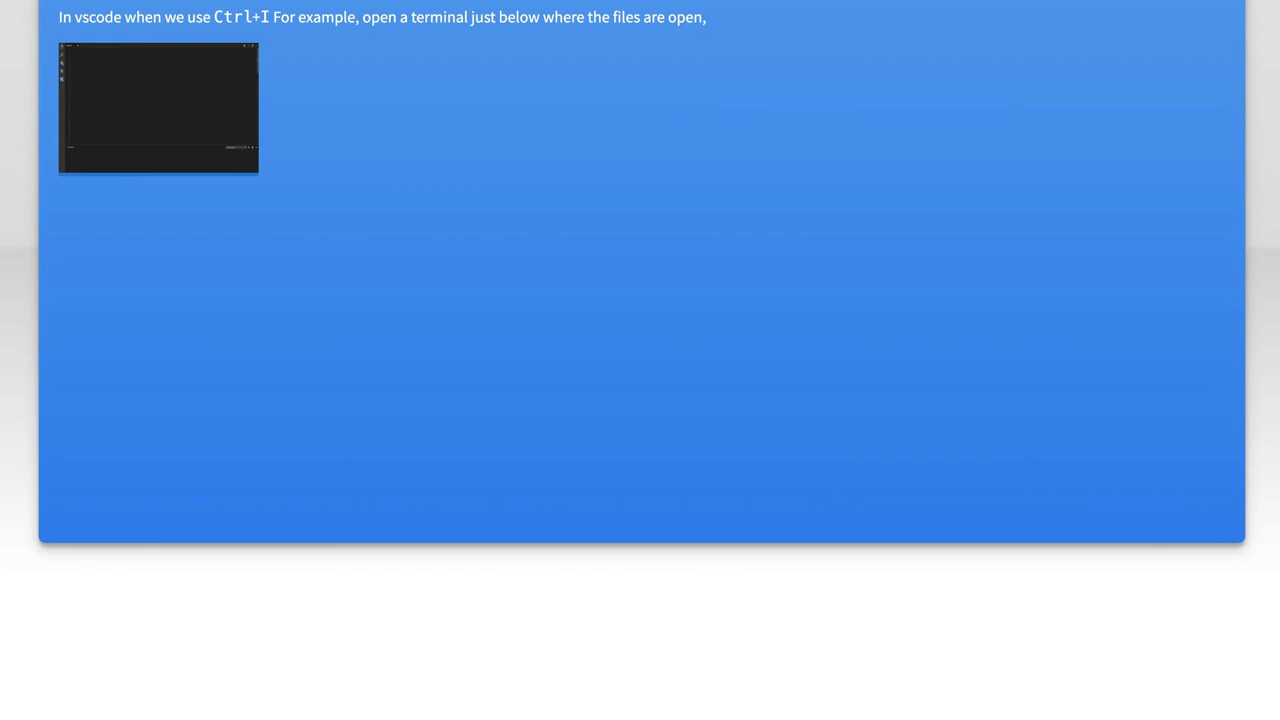 In vscode when we use Ctrl+I For example, open a terminal just below where the files are open,